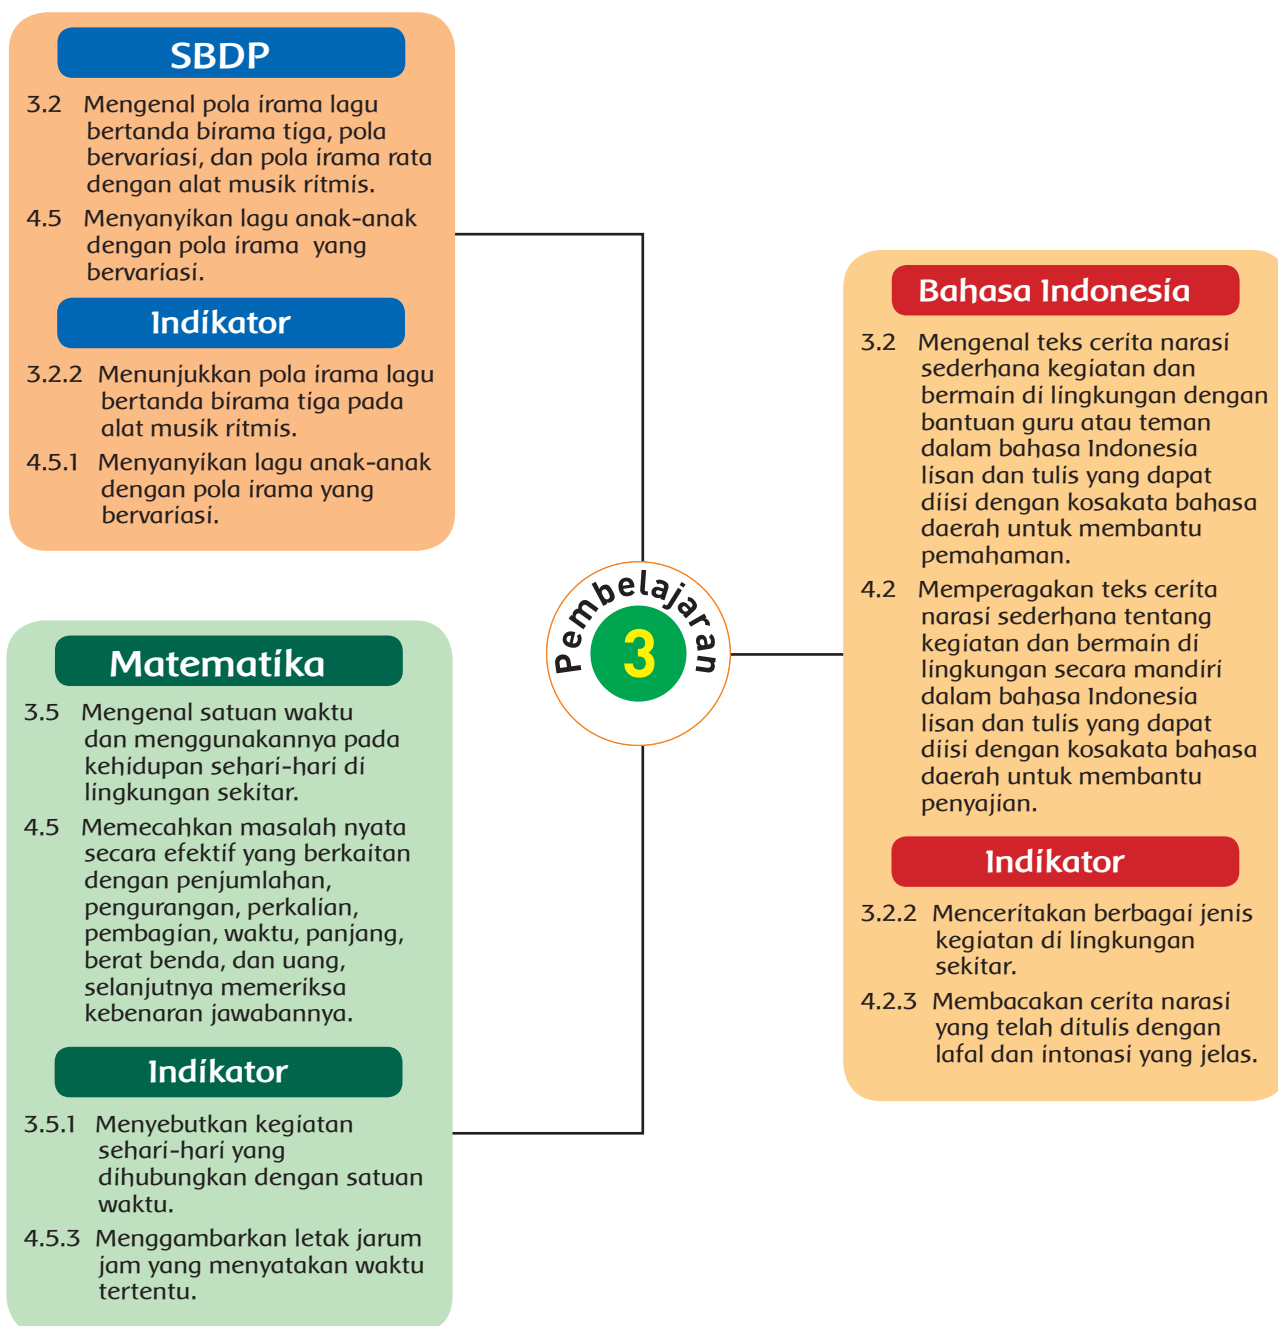 SBDP
3.2 Mengenal pola irama lagu
bertanda birama tiga, pola
bervariasi, dan pola irama rata
dengan alat musik ritmis.
4.5 Menyanyikan lagu anak-anak
dengan pola irama yang
bervariasi.
Indikator
3.2.2 Menunjukkan pola irama lagu
bertanda birama tiga pada
alat musik ritmis.
4.5.1 Menyanyikan lagu anak-anak
dengan pola irama yang
bervariasi.
Matematika
3.5 Mengenal satuan waktu
dan menggunakannya pada
kehidupan sehari-hari di
lingkungan sekitar.
4.5 Memecahkan masalah nyata
secara efektif yang berkaitan
dengan penjumlahan,
pengurangan, perkalian,
pembagian, waktu, panjang,
berat benda, dan uang,
selanjutnya memeriksa
kebenaran jawabannya.
Indikator
3.5.1 Menyebutkan kegiatan
sehari-hari yang
dihubungkan dengan satuan
waktu.
4.5.3 Menggambarkan letak jarum
jam yang menyatakan waktu
tertentu.
Pembelajaran
3
Bahasa Indonesia
3.2 Mengenal teks cerita narasi
sederhana kegiatan dan
bermain di lingkungan dengan
bantuan guru atau teman
dalam bahasa Indonesia
lisan dan tulis yang dapat
diisi dengan kosakata bahasa
daerah untuk membantu
pemahaman.
4.2 Memperagakan teks cerita
narasi sederhana tentang
kegiatan dan bermain di
lingkungan secara mandiri
dalam bahasa Indonesia
lisan dan tulis yang dapat
diisi dengan kosakata bahasa
daerah untuk membantu
penyajian.
Indikator
3.2.2 Menceritakan berbagai jenis
kegiatan di lingkungan
sekitar.
4.2.3 Membacakan cerita narasi
yang telah ditulis dengan
lafal dan intonasi yang jelas.